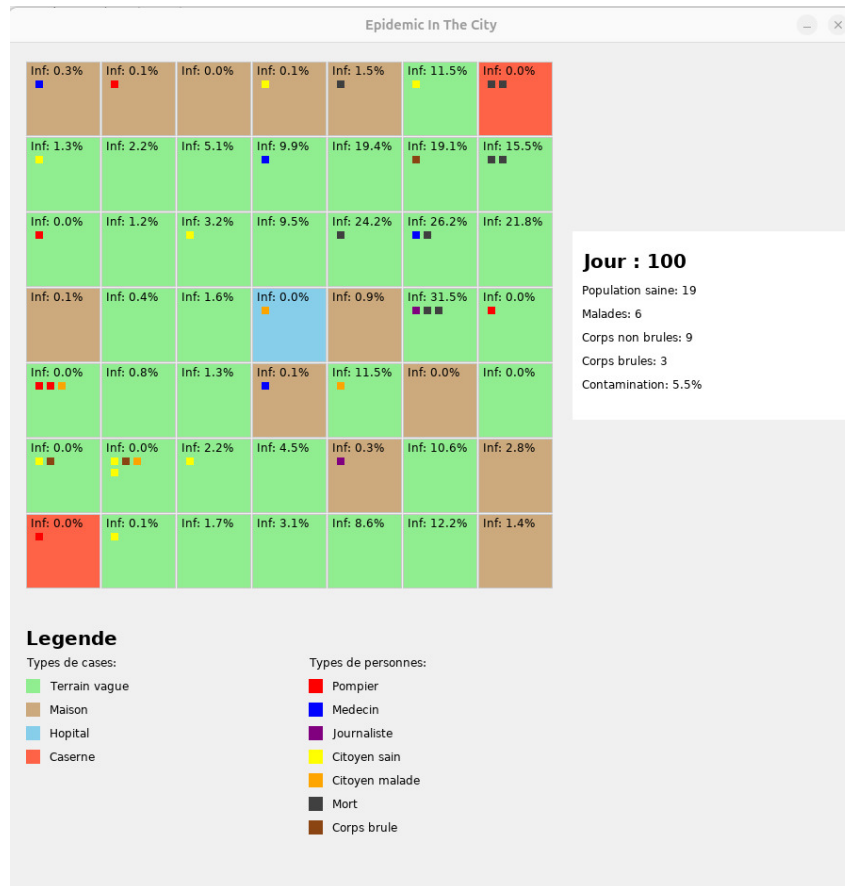 Epidemic In The City
Inf: 0.3% Inf: 0.1% Inf: 0.0% Inf: 0.1% Inf: 1.5% Inf: 11.5% Inf: 0.0%
Inf: 1.3% Inf: 2.2% Inf: 5.1% Inf: 9.9% Inf: 19.4% Inf: 19.1% Inf: 15.5%
Inf: 0.0% Inf: 1.2% Inf: 3.2% Inf: 9.5% Inf: 24.2% Inf: 26.2% Inf: 21.8%
Jour : 100
Population saine: 19
Malades: 6
Corps non brules: 9
Corps brules: 3
Contamination: 5.5%
Inf: 0.1% Inf: 0.4% Inf: 1.6% Inf: 0.0% Inf: 0.9% Inf: 31.5% Inf: 0.0%
Inf: 0.0% Inf: 0.8% Inf: 1.3% Inf: 0.1% Inf: 11.5% Inf: 0.0% Inf: 0.0%
Inf: 0.0% Inf: 0.0% Inf: 2.2% Inf: 4.5% Inf: 0.3% Inf: 10.6% Inf: 2.8%
Inf: 0.0% Inf: 0.1% Inf: 1.7% Inf: 3.1% Inf: 8.6% Inf: 12.2% Inf: 1.4%
Legende
Types de cases:
Terrain vague
Maison
Hopital
Caserne
Types de personnes:
Pompier
Medecin
Journaliste
Citoyen sain
Citoyen malade
Mort
Corps brule